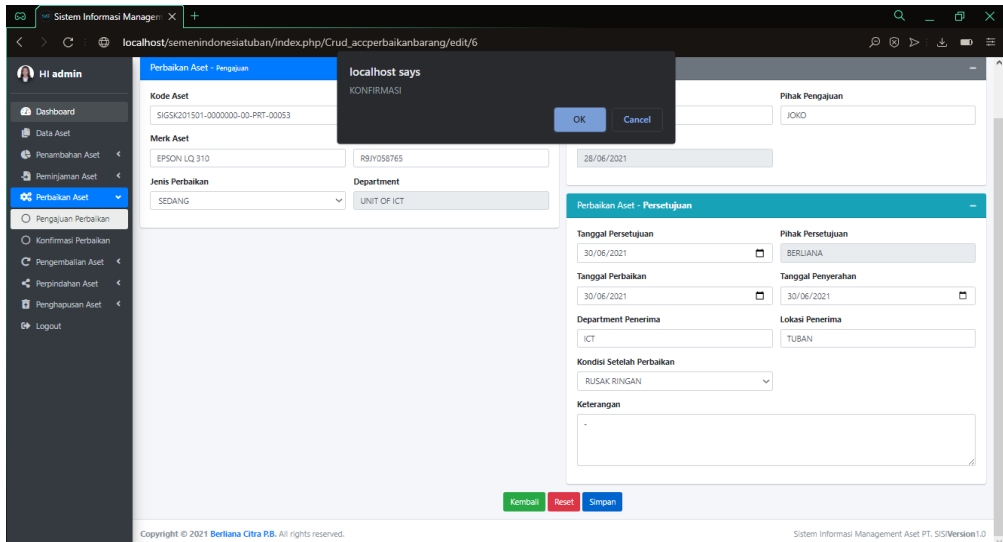 Sistem Informasi Managem
localhost/semenindonesiatuban/index.php/Crud_accperbaikanbarang/edit/6
HI admin
Dashboard
Data Aset
Penambahan Aset
Peminjaman Aset
Perbaikan Aset
Pengajuan Perbaikan
Konfirmasi Perbaikan
Pengembalian Aset
Perpindahan Aset
Penghapusan Aset
Logout
localhost says
KONFIRMASI
OK Cancel
Perbaikan Aset - Pengajuan
Kode Aset
SIGSK201501-0000000-00-PRT-00053
Merk Aset
EPSON LQ 310 R9JY058765
Jenis Perbaikan Department
SEDANG UNIT OF ICT
Pihak Pengajuan
JOKO
28/06/2021
Perbaikan Aset - Persetujuan
Tanggal Persetujuan Pihak Persetujuan
30/06/2021 BERLIANA
Tanggal Perbaikan Tanggal Penyerahan
30/06/2021 30/06/2021
Department Penerima Lokasi Penerima
ICT TUBAN
Kondisi Setelah Perbaikan
RUSAK RINGAN
Keterangan
-
Kembali Reset Simpan
Copyright © 2021 Berliana Citra P.B. All rights reserved.
Sistem Informasi Management Aset PT. SISIVersion1.0